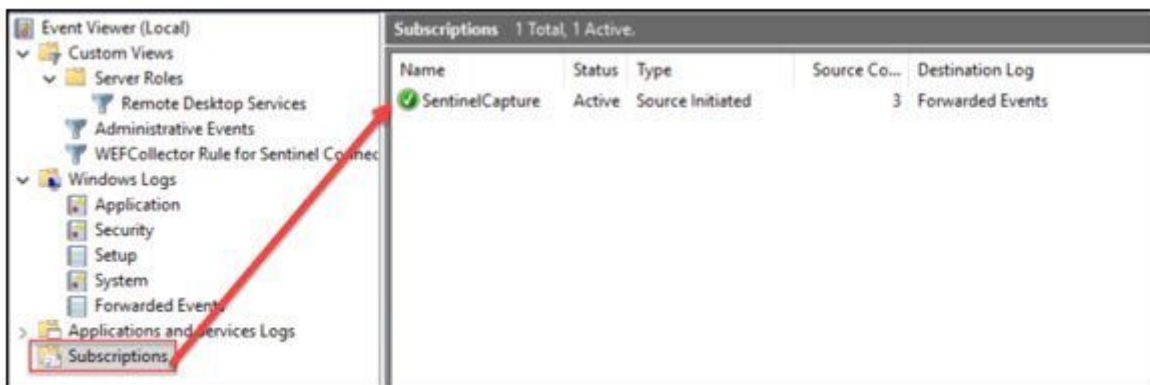 Event Viewer (Local)
Custom Views
Server Roles
Remote Desktop Services
Administrative Events
WEFCollector Rule for Sentinel Connec
Windows Logs
Application
Security
Setup
System
Forwarded Events
Applications and Services Logs
Subscriptions
Subscriptions 1 Total, 1 Active.
Name Status Type Source Co... Destination Log
SentinelCapture Active Source Initiated 3 Forwarded Events